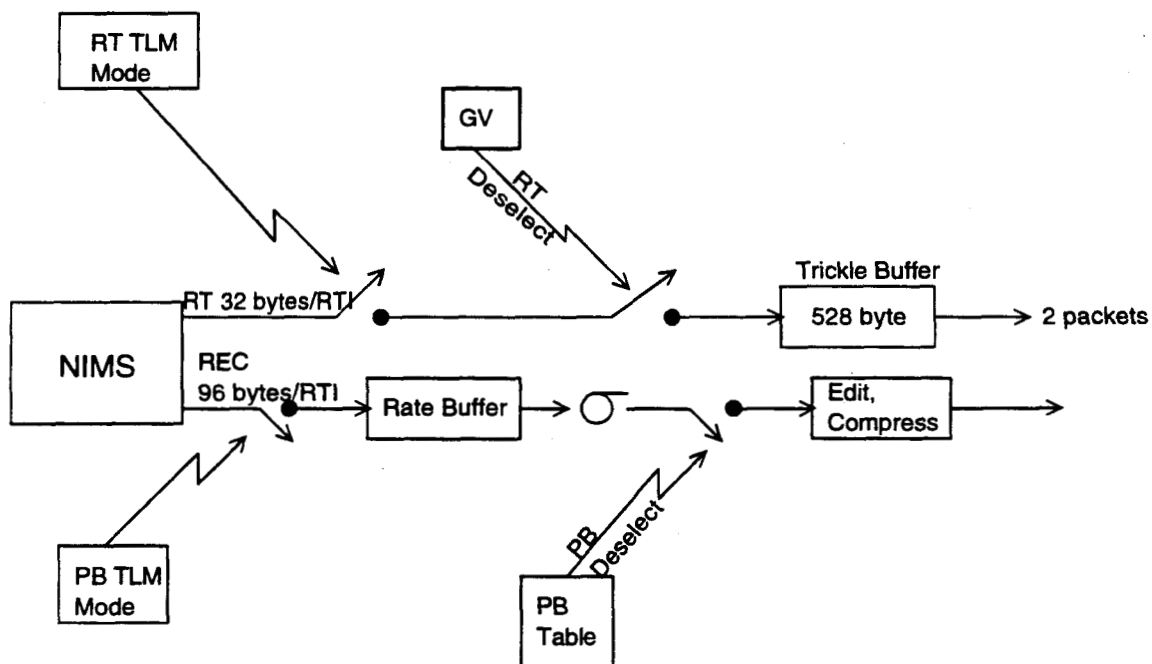 RT TLM
Mode
GV
RT
Deselect
Trickle Buffer
RT 32 bytes/RTI
528 byte
2 packets
NIMS
REC
96 bytes/RTI
Rate Buffer
Edit,
Compress
PB TLM
Mode
PB
Deselect
PB
Table